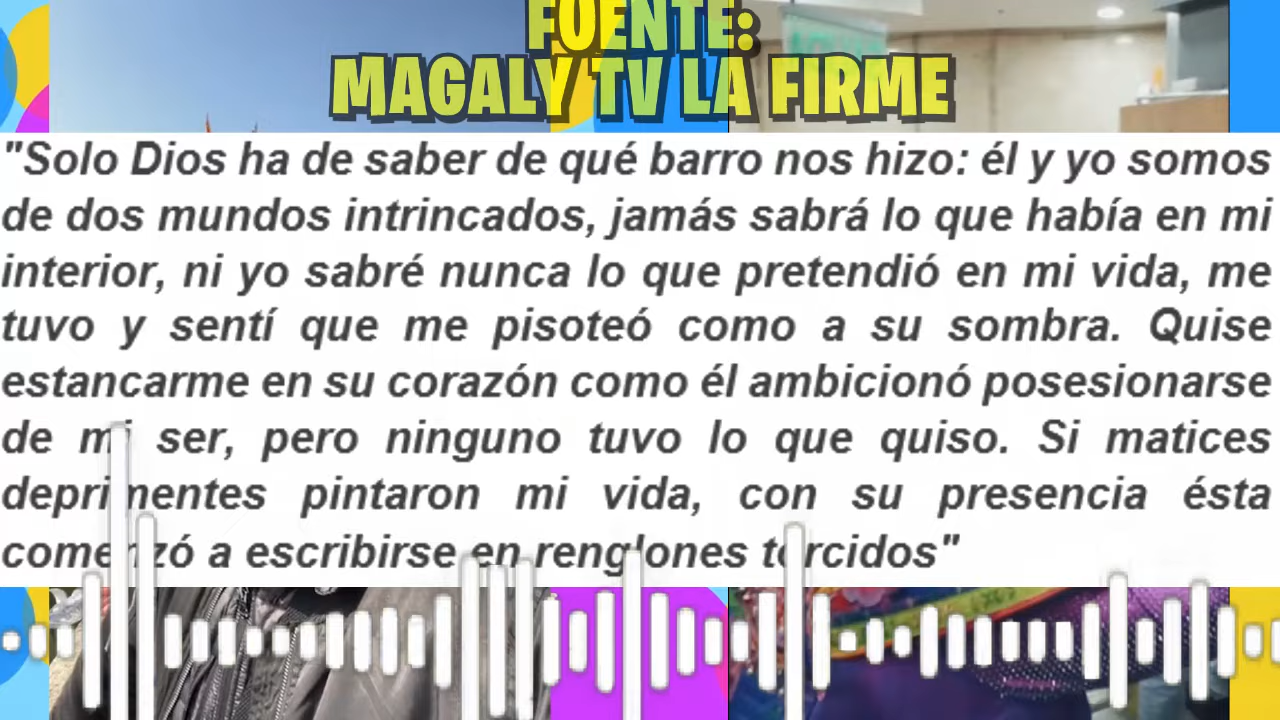 FUENTE:
MAGALY TV LA FIRME
"Solo Dios ha de saber de qué barro nos hizo: él y yo somos
de dos mundos intrincados, jamás sabrá lo que había en mi
interior, ni yo sabré nunca lo que pretendió en mi vida, me
tuvo y sentí que me pisoteó como a su sombra. Quise
estancarme en su corazón como él ambicionó posesionarse
de mi ser, pero ninguno tuvo lo que quiso. Si matices
deprimentes pintaron mi vida, con su presencia ésta
comenzó a escribirse en renglones torcidos"